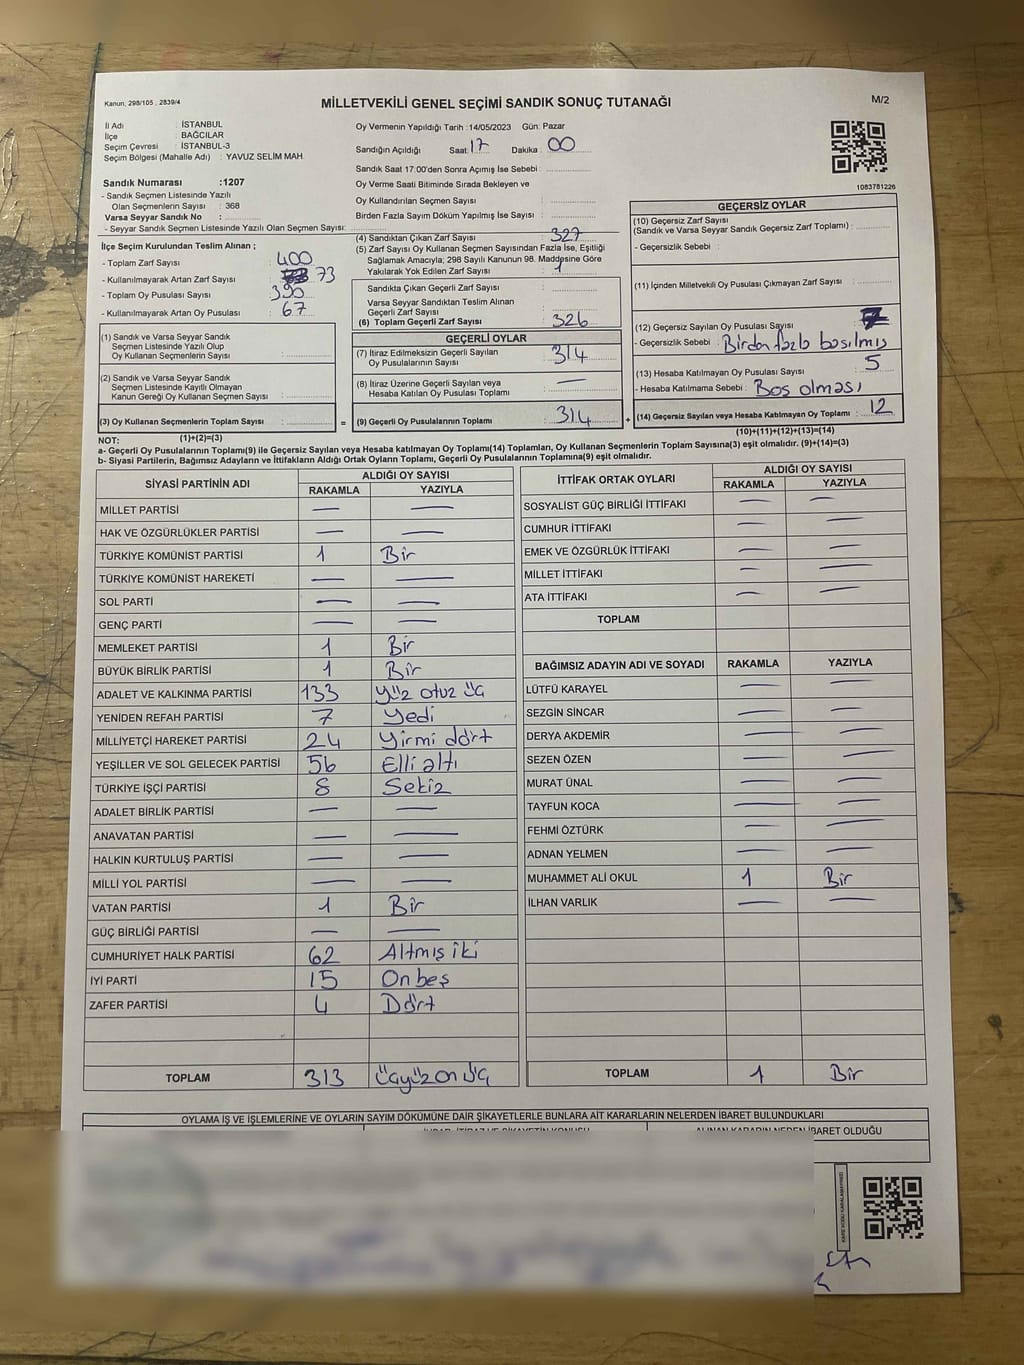 Kanun, 298/105 , 2839/4
MİLLETVEKİLİ GENEL SEÇİMİ SANDIK SONUÇ TUTANAĞI
M/2
İl Adı : İSTANBUL
İlçe : BAĞCILAR
Seçim Çevresi : İSTANBUL-3
Seçim Bölgesi (Mahalle Adı) : YAVUZ SELİM MAH.
Sandık Numarası :1207
- Sandık Seçmen Listesinde Yazılı
Olan Seçmenlerin Sayısı : 368
Varsa Seyyar Sandık No :
- Seyyar Sandık Seçmen Listesinde Yazılı Olan Seçmen Sayısı:
Oy Vermenin Yapıldığı Tarih :14/05/2023 Gün: Pazar
Sandığın Açıldığı Saat: 17 Dakika : 00
Sandık Saat 17:00'den Sonra Açımış İse Sebebi :
Oy Verme Saati Bitiminde Sırada Bekleyen ve
Oy Kullandırılan Seçmen Sayısı :
Birden Fazla Sayım Döküm Yapılmış İse Sayısı :
1083781226
İlçe Seçim Kurulundan Teslim Alınan ;
- Toplam Zarf Sayısı : 400
- Kullanılmayarak Artan Zarf Sayısı : 73
- Toplam Oy Pusulası Sayısı : 390
- Kullanılmayarak Artan Oy Pusulası : 67
(1) Sandık ve Varsa Seyyar Sandık
Seçmen Listesinde Yazılı Olup
Oy Kullanan Seçmenlerin Sayısı :
(2) Sandık ve Varsa Seyyar Sandık
Seçmen Listesinde Kayıtlı Olmayan
Kanun Gereği Oy Kullanan Seçmen Sayısı :
(3) Oy Kullanan Seçmenlerin Toplam Sayısı :
(1)+(2)=(3)
(4) Sandıktan Çıkan Zarf Sayısı : 327
(5) Zarf Sayısı Oy Kullanan Seçmen Sayısından Fazla İse, Eşitliği
Sağlamak Amacıyla; 298 Sayılı Kanunun 98. Maddesine Göre
Yakılarak Yok Edilen Zarf Sayısı : 1
Sandıkta Çıkan Geçerli Zarf Sayısı :
Varsa Seyyar Sandıktan Teslim Alınan
Geçerli Zarf Sayısı :
(6) Toplam Geçerli Zarf Sayısı : 326
GEÇERLİ OYLAR
(7) İtiraz Edilmeksizin Geçerli Sayılan
Oy Pusulasının Sayısı : 314
(8) İtiraz Üzerine Geçerli Sayılan veya
Hesaba Katılan Oy Pusulası Toplamı : —
= (9) Geçerli Oy Pusulalarının Toplamı : 314 +
GEÇERSİZ OYLAR
(10) Geçersiz Zarf Sayısı
(Sandık ve Varsa Seyyar Sandık Geçersiz Zarf Toplamı) :
- Geçersizlik Sebebi :
(11) İçinden Milletvekili Oy Pusulası Çıkmayan Zarf Sayısı :
(12) Geçersiz Sayılan Oy Pusulası Sayısı : 7
- Geçersizlik Sebebi : Birden fazla basılmış
(13) Hesaba Katılmayan Oy Pusulası Sayısı : 5
- Hesaba Katılmama Sebebi : Boş olması
(14) Geçersiz Sayılan veya Hesaba Katılmayan Oy Toplamı : 12
(10)+(11)+(12)+(13)=(14)
NOT:
a- Geçerli Oy Pusulalarının Toplamı(9) ile Geçersiz Sayılan veya Hesaba katılmayan Oy Toplamı(14) Toplamları, Oy Kullanan Seçmenlerin Toplam Sayısına(3) eşit olmalıdır. (9)+(14)=(3)
b- Siyasi Partilerin, Bağımsız Adayların ve İttifakların Aldığı Ortak Oyların Toplamı, Geçerli Oy Pusulalarının Toplamına(9) eşit olmalıdır.
SİYASİ PARTİNİN ADI ALDIĞI OY SAYISI
RAKAMLA YAZIYLA
MİLLET PARTİSİ — —
HAK VE ÖZGÜRLÜKLER PARTİSİ — —
TÜRKİYE KOMÜNİST PARTİSİ 1 Bir
TÜRKİYE KOMÜNİST HAREKETİ — —
SOL PARTİ — —
GENÇ PARTİ — —
MEMLEKET PARTİSİ 1 Bir
BÜYÜK BİRLİK PARTİSİ 1 Bir
ADALET VE KALKINMA PARTİSİ 133 Yüz otuz üç
YENİDEN REFAH PARTİSİ 7 Yedi
MİLLİYETÇİ HAREKET PARTİSİ 24 Yirmi dört
YEŞİLLER VE SOL GELECEK PARTİSİ 56 Elli altı
TÜRKİYE İŞÇİ PARTİSİ 8 Sekiz
ADALET BİRLİK PARTİSİ — —
ANAVATAN PARTİSİ — —
HALKIN KURTULUŞ PARTİSİ — —
MİLLİ YOL PARTİSİ — —
VATAN PARTİSİ 1 Bir
GÜÇ BİRLİĞİ PARTİSİ — —
CUMHURİYET HALK PARTİSİ 62 Altmış iki
İYİ PARTİ 15 On beş
ZAFER PARTİSİ 4 Dört
TOPLAM 313 Üçyüz on üç
İTTİFAK ORTAK OYLARI ALDIĞI OY SAYISI
RAKAMLA YAZIYLA
SOSYALİST GÜÇ BİRLİĞİ İTTİFAKI — —
CUMHUR İTTİFAKI — —
EMEK VE ÖZGÜRLÜK İTTİFAKI — —
MİLLET İTTİFAKI — —
ATA İTTİFAKI — —
TOPLAM
BAĞIMSIZ ADAYIN ADI VE SOYADI RAKAMLA YAZIYLA
LÜTFÜ KARAYEL — —
SEZGİN SİNCAR — —
DERYA AKDEMİR — —
SEZEN ÖZEN — —
MURAT ÜNAL — —
TAYFUN KOCA — —
FEHMİ ÖZTÜRK — —
ADNAN YELMEN — —
MUHAMMET ALİ OKUL 1 Bir
İLHAN VARLIK — —
TOPLAM 1 Bir
OYLAMA İŞ VE İŞLEMLERİNE VE OYLARIN SAYIM DÖKÜMÜNE DAİR ŞİKAYETLERLE BUNLARA AİT KARARLARIN NELERDEN İBARET BULUNDUKLARI
İHBAR, İTİRAZ VE ŞİKAYETİN KONUSU ALINAN KARARIN NEDEN İBARET OLDUĞU